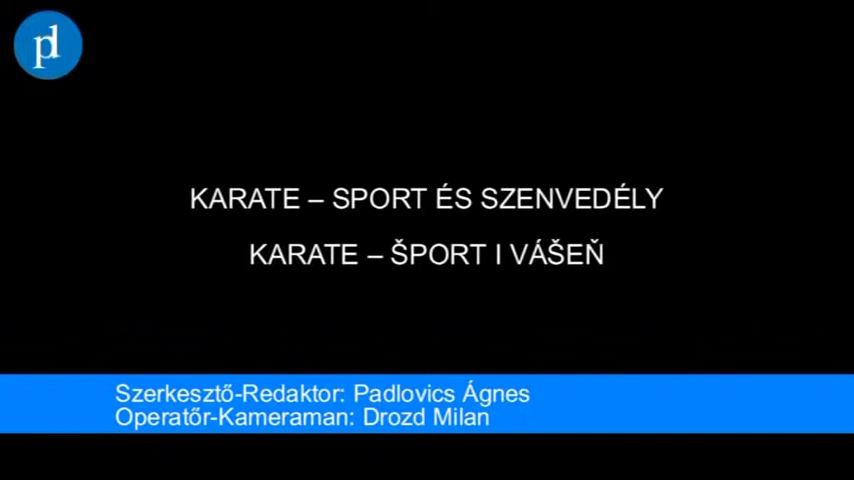 pd
KARATE – SPORT ÉS SZENVEDÉLY
KARATE – ŠPORT I VÁŠEŇ
Szerkesztő-Redaktor: Padlovics Ágnes
Operatőr-Kameraman: Drozd Milan